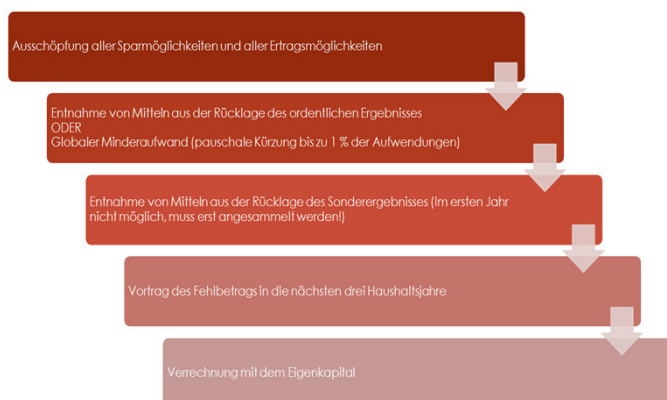 Ausschöpfung aller Sparmöglichkeiten und aller Ertragsmöglichkeiten
Entnahme von Mitteln aus der Rücklage des ordentlichen Ergebnisses
ODER
Globaler Minderaufwand (pauschale Kürzung bis zu 1 % der Aufwendungen)
Entnahme von Mitteln aus der Rücklage des Sonderergebnisses (Im ersten Jahr
nicht möglich, muss erst angesammelt werden!)
Vortrag des Fehlbetrags in die nächsten drei Haushaltsjahre
Verrechnung mit dem Eigenkapital